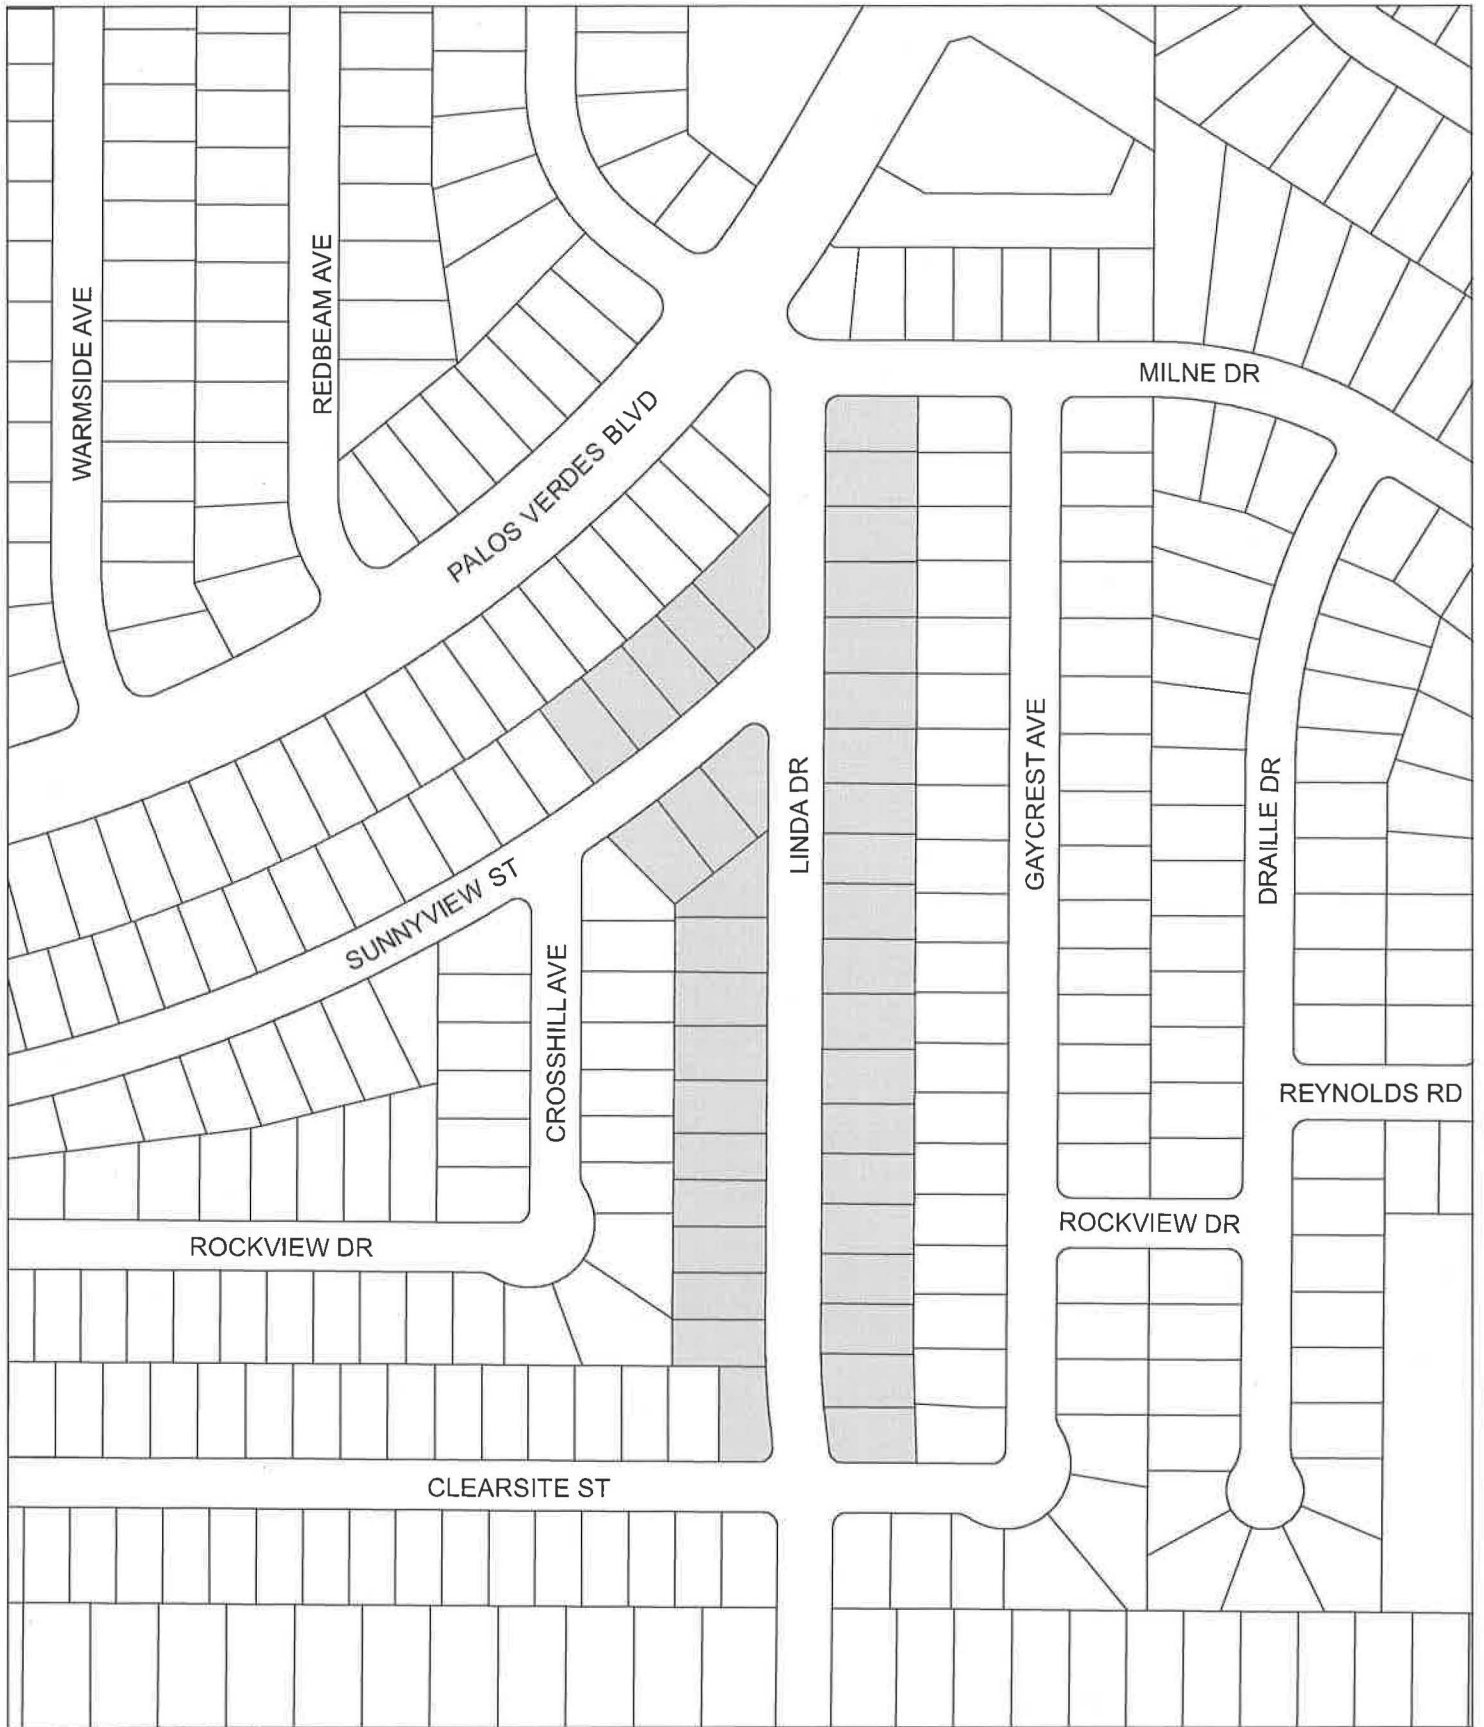 WARMSIDE AVE
REDBEAM AVE
MILNE DR
PALOS VERDES BLVD
LINDA DR
GAYCREST AVE
DRAILLE DR
SUNNYVIEW ST
CROSSHILL AVE
REYNOLDS RD
ROCKVIEW DR
ROCKVIEW DR
CLEARSITE ST